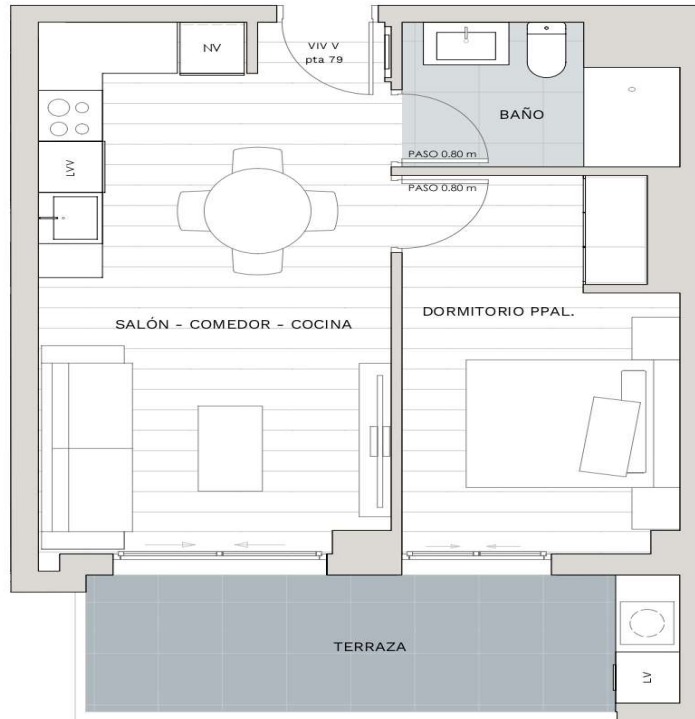 NV
VIV V
pta 79
BAÑO
PASO 0.80 m
PASO 0.80 m
LVV
SALÓN - COMEDOR - COCINA
DORMITORIO PPAL.
TERRAZA
LV